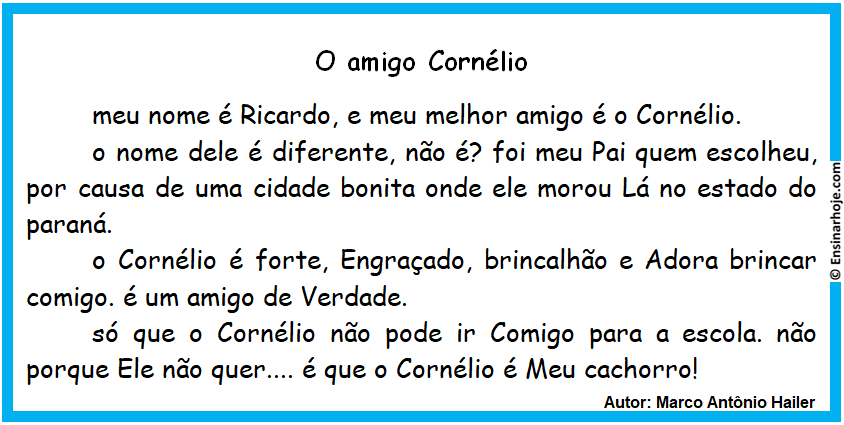 O amigo Cornélio
meu nome é Ricardo, e meu melhor amigo é o Cornélio.
o nome dele é diferente, não é? foi meu Pai quem escolheu,
por causa de uma cidade bonita onde ele morou Lá no estado do
paraná.
o Cornélio é forte, Engraçado, brincalhão e Adora brincar
comigo. é um amigo de Verdade.
só que o Cornélio não pode ir Comigo para a escola. não
porque Ele não quer.... é que o Cornélio é Meu cachorro!
Autor: Marco Antônio Hailer
© Ensinarhoje.com